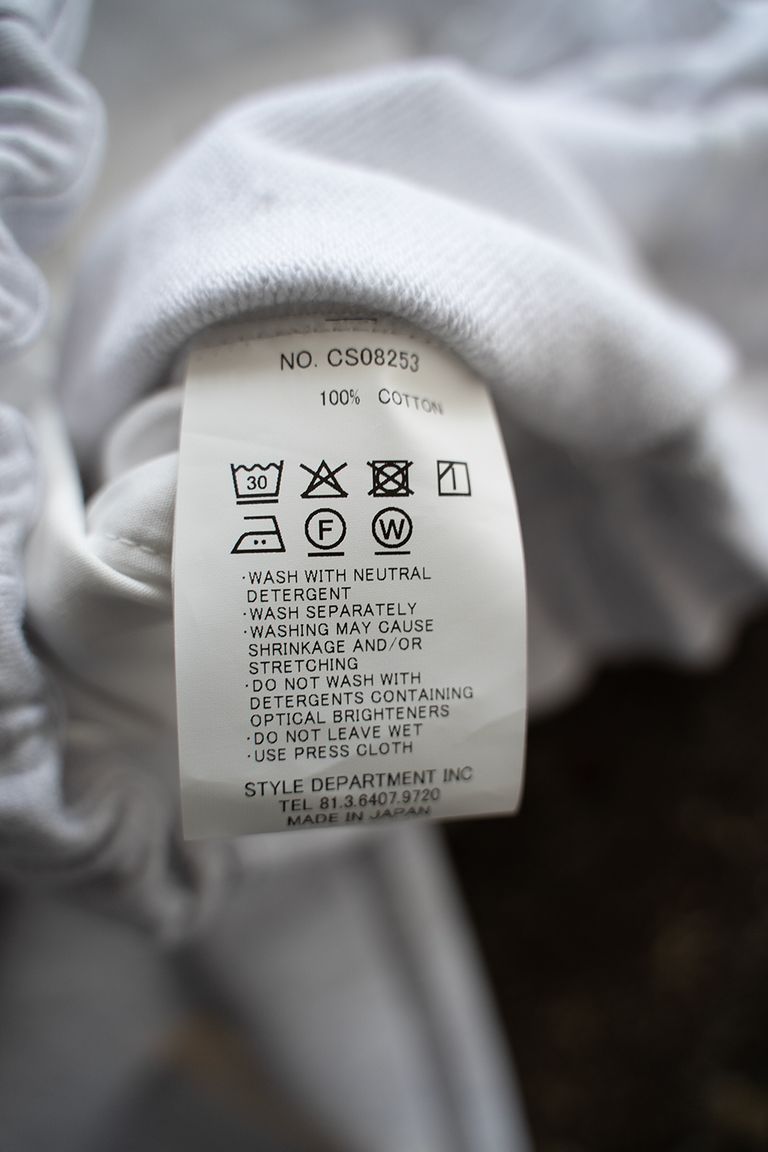 NO. CS08253
100% COTTON
30
F W
·WASH WITH NEUTRAL
DETERGENT
·WASH SEPARATELY
·WASHING MAY CAUSE
SHRINKAGE AND/OR
STRETCHING
·DO NOT WASH WITH
DETERGENTS CONTAINING
OPTICAL BRIGHTENERS
·DO NOT LEAVE WET
·USE PRESS CLOTH
STYLE DEPARTMENT INC
TEL 81.3.6407.9720
MADE IN JAPAN